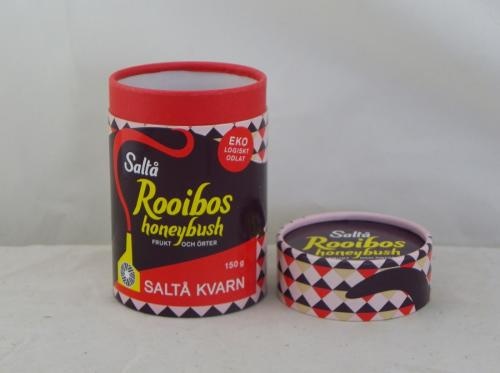 EKO
LOGISKT
ODLAT
Saltå
Rooibos
honeybush
FRUKT OCH ÖRTER
150 g
SALTÅ KVARN
Saltå
Rooibos
honeybush